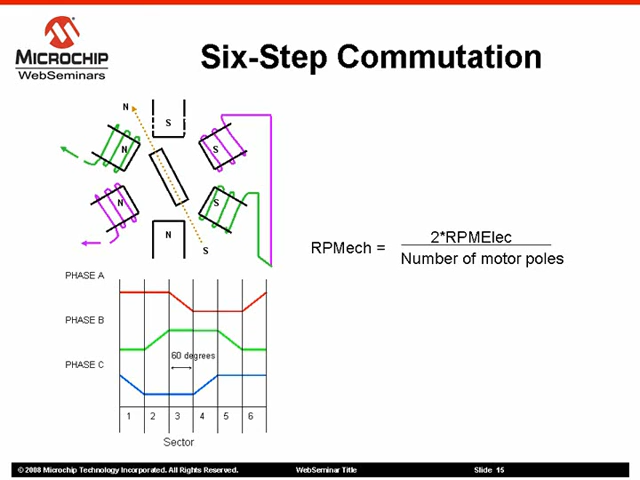 MICROCHIP
WebSeminars
Six-Step Commutation
N
S
N
S
N
S
N
S
PHASE A
PHASE B
PHASE C
60 degrees
1 2 3 4 5 6
Sector
RPMech = 2*RPMElec
Number of motor poles
© 2008 Microchip Technology Incorporated. All Rights Reserved. WebSeminar Title Slide 15